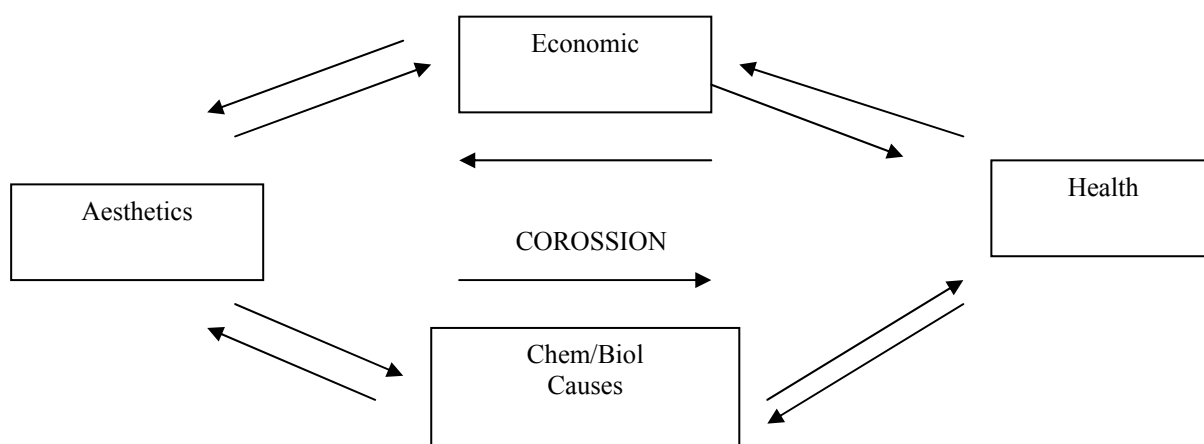 Economic
Aesthetics
Health
COROSSION
Chem/Biol
Causes